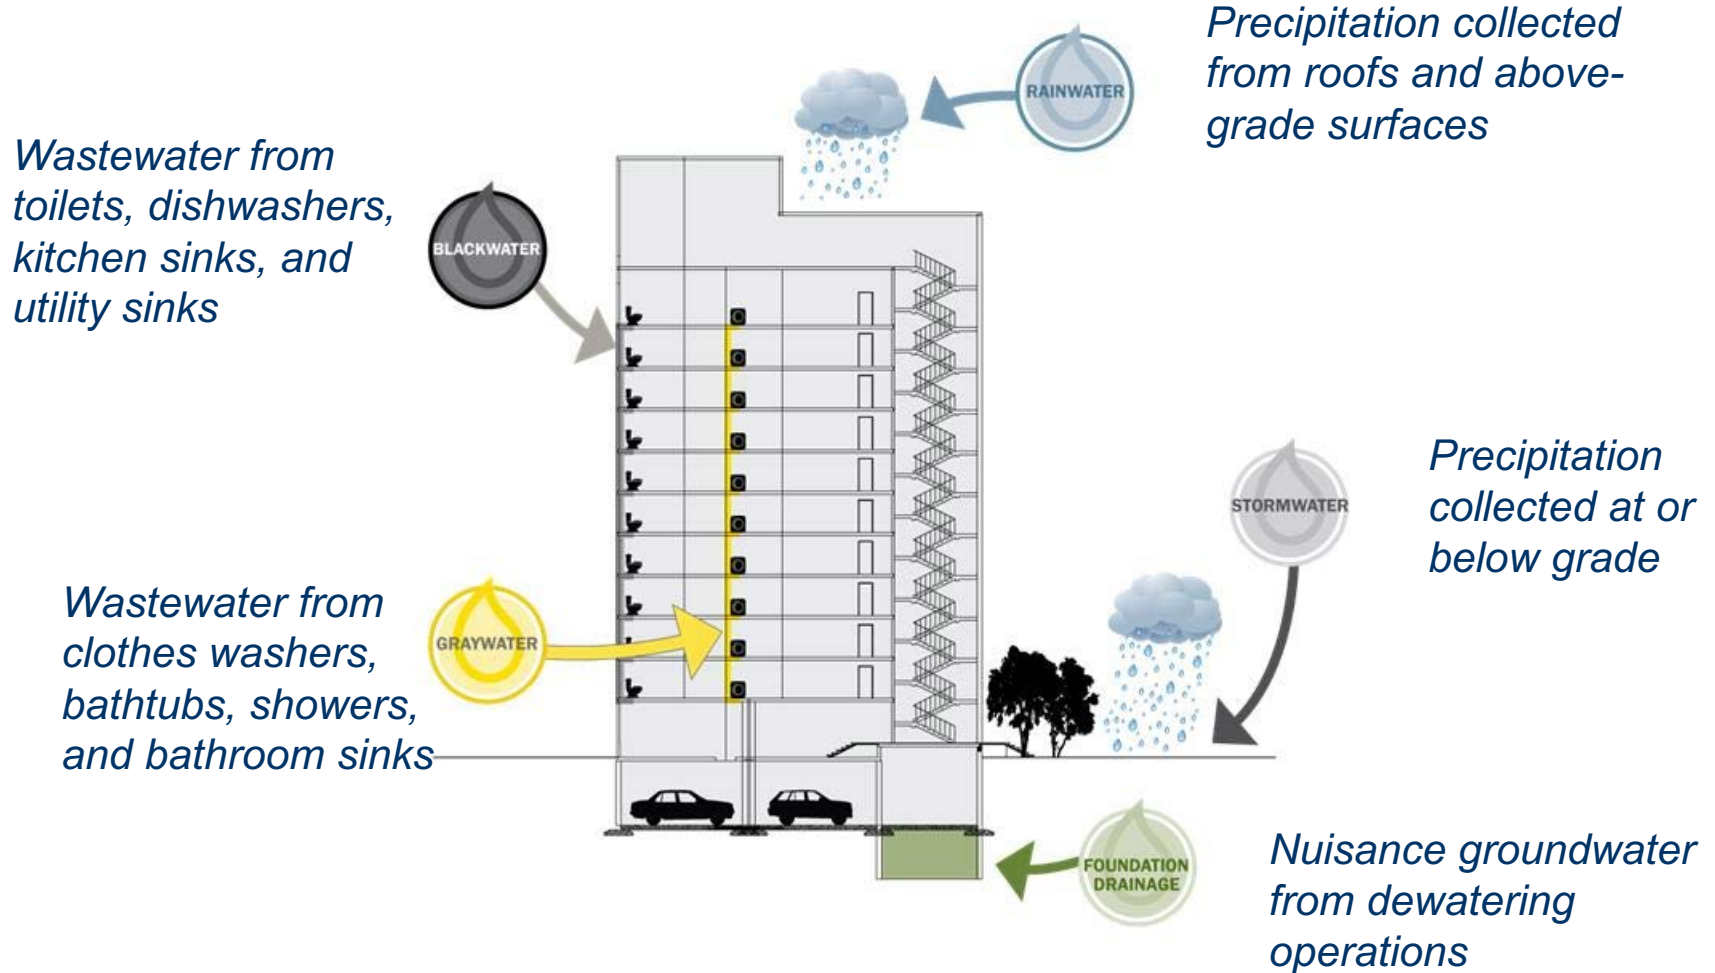 Precipitation collected
from roofs and above-
grade surfaces
RAINWATER
Wastewater from
toilets, dishwashers,
kitchen sinks, and
utility sinks
BLACKWATER
Precipitation
collected at or
below grade
STORMWATER
Wastewater from
clothes washers,
bathtubs, showers,
and bathroom sinks
GRAYWATER
Nuisance groundwater
from dewatering
operations
FOUNDATION
DRAINAGE